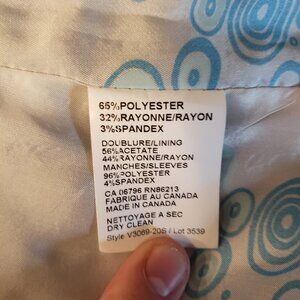 65%POLYESTER
32%RAYONNE/RAYON
3%SPANDEX
DOUBLURE/LINING
56%ACETATE
44%RAYONNE/RAYON
MANCHES/SLEEVES
96%POLYESTER
4%SPANDEX
CA 06796 RN86213
FABRIQUE AU CANADA
MADE IN CANADA
NETTOYAGE A SEC
DRY CLEAN
Style V3069-20S / Lot 3539